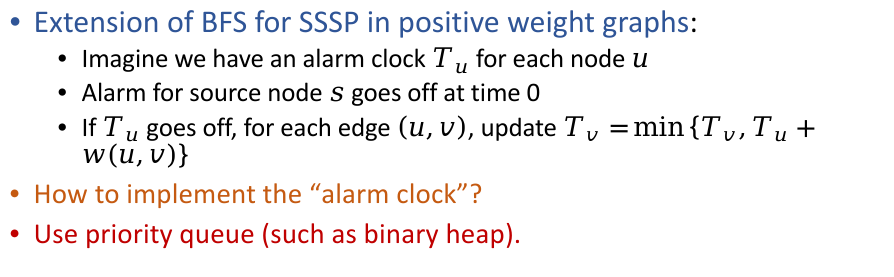 • Extension of BFS for SSSP in positive weight graphs:
• Imagine we have an alarm clock T_u for each node u
• Alarm for source node s goes off at time 0
• If T_u goes off, for each edge (u, v), update T_v = min{T_v, T_u +
w(u, v)}
• How to implement the “alarm clock”?
• Use priority queue (such as binary heap).